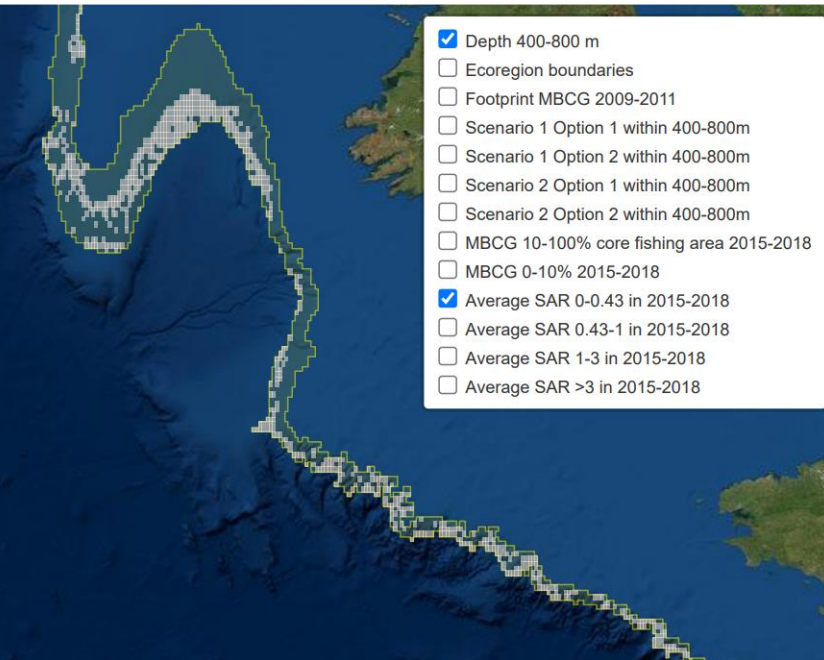 Depth 400-800 m
Ecoregion boundaries
Footprint MBCG 2009-2011
Scenario 1 Option 1 within 400-800m
Scenario 1 Option 2 within 400-800m
Scenario 2 Option 1 within 400-800m
Scenario 2 Option 2 within 400-800m
MBCG 10-100% core fishing area 2015-2018
MBCG 0-10% 2015-2018
Average SAR 0-0.43 in 2015-2018
Average SAR 0.43-1 in 2015-2018
Average SAR 1-3 in 2015-2018
Average SAR >3 in 2015-2018